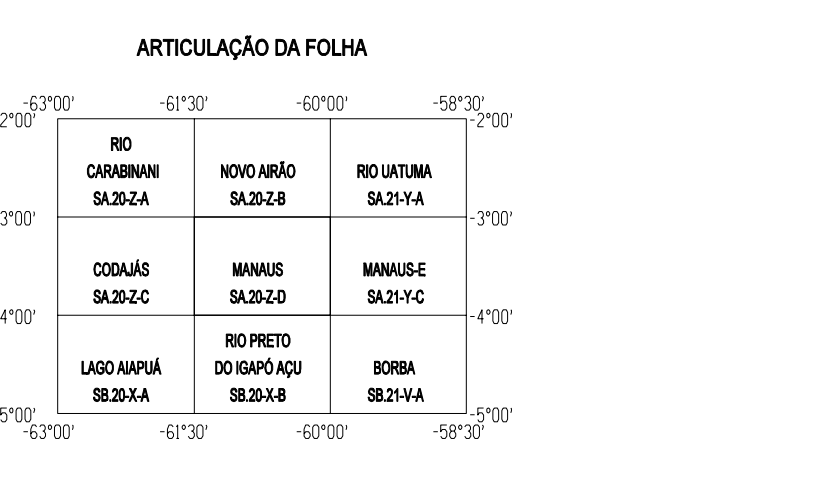 ARTICULAÇÃO DA FOLHA
-63°00' -61°30' -60°00' -58°30'
2°00' -2°00'
RIO
CARABINANI NOVO AIRÃO RIO UATUMA
SA.20-Z-A SA.20-Z-B SA.21-Y-A
3°00' -3°00'
CODAJÁS MANAUS MANAUS-E
SA.20-Z-C SA.20-Z-D SA.21-Y-C
4°00' -4°00'
RIO PRETO
LAGO AIAPUÁ DO IGAPÓ AÇU BORBA
SB.20-X-A SB.20-X-B SB.21-V-A
5°00' -5°00'
-63°00' -61°30' -60°00' -58°30'